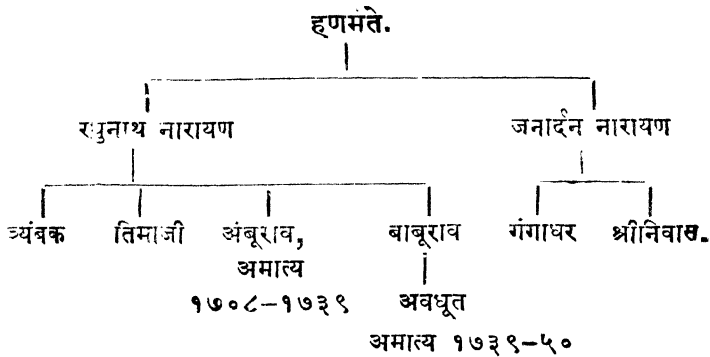 हणमंते.
रघुनाथ नारायण जनार्दन नारायण
त्र्यंबक तिमाजी अंबूराव, बाबूराव गंगाधर श्रीनिवास.
अमात्य
१७०८–१७३९ अवधूत
अमात्य १७३९–५०